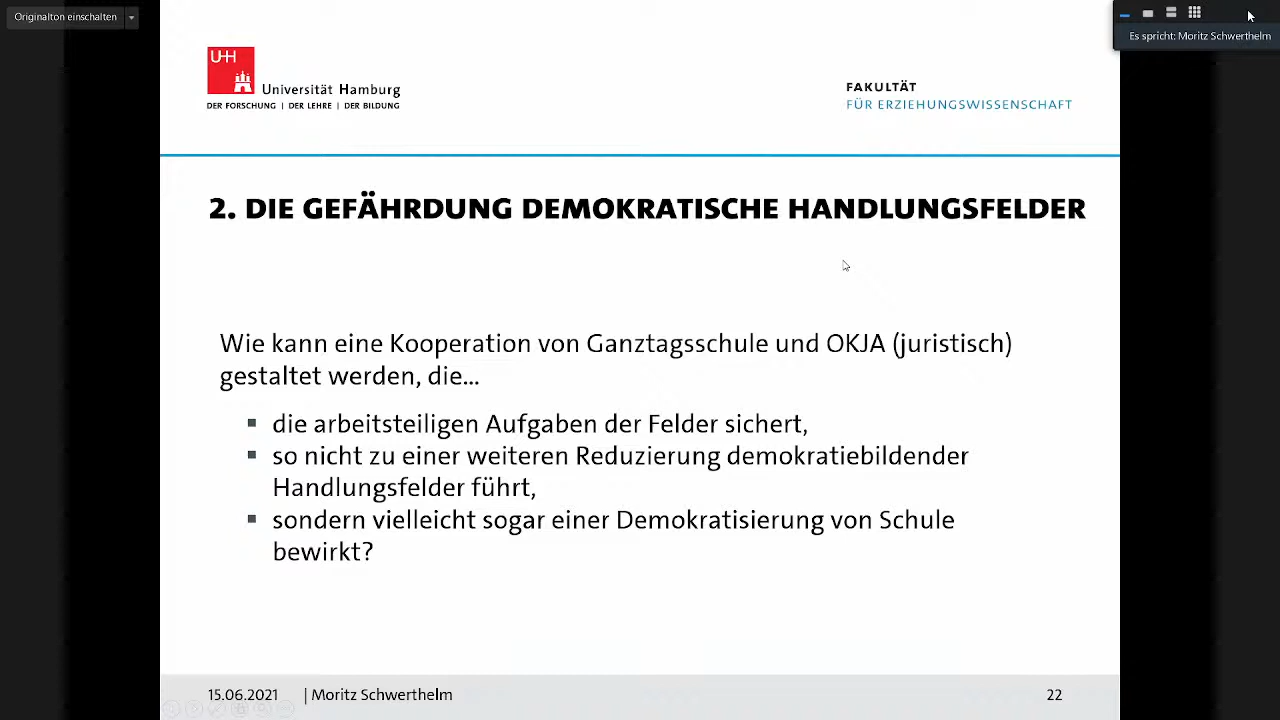 Originalton einschalten
Es spricht: Moritz Schwerthelm
UHH
Universität Hamburg
DER FORSCHUNG | DER LEHRE | DER BILDUNG
FAKULTÄT
FÜR ERZIEHUNGSWISSENSCHAFT
2. DIE GEFÄHRDUNG DEMOKRATISCHE HANDLUNGSFELDER
Wie kann eine Kooperation von Ganztagsschule und OKJA (juristisch)
gestaltet werden, die...
▪ die arbeitsteiligen Aufgaben der Felder sichert,
▪ so nicht zu einer weiteren Reduzierung demokratiebildender
Handlungsfelder führt,
▪ sondern vielleicht sogar einer Demokratisierung von Schule
bewirkt?
15.06.2021 | Moritz Schwerthelm 22